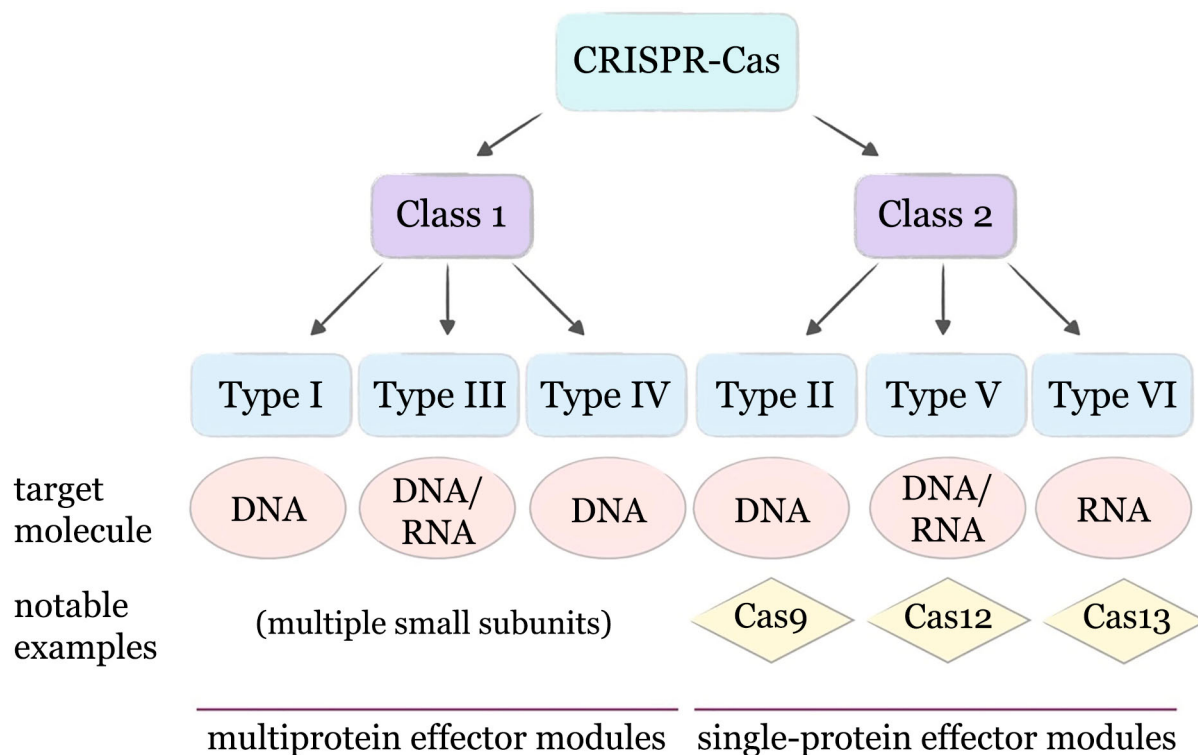 CRISPR-Cas
Class 1
Class 2
Type I
Type III
Type IV
Type II
Type V
Type VI
target
molecule
DNA
DNA/
RNA
DNA
DNA
DNA/
RNA
RNA
notable
examples
(multiple small subunits)
Cas9
Cas12
Cas13
multiprotein effector modules
single-protein effector modules